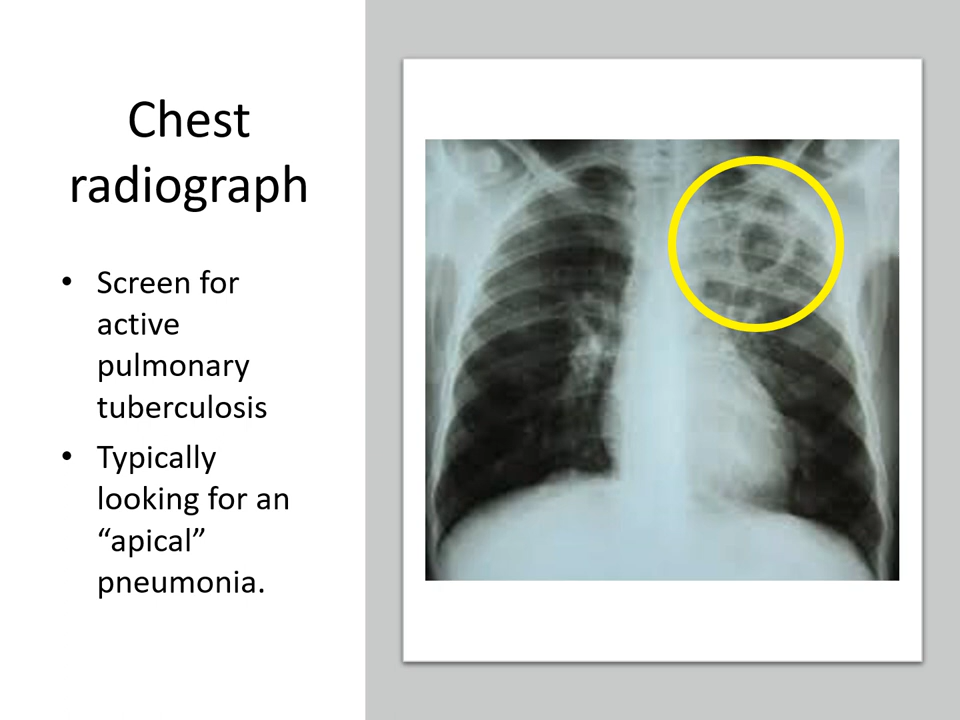 Chest
radiograph
• Screen for
active
pulmonary
tuberculosis
• Typically
looking for an
“apical”
pneumonia.